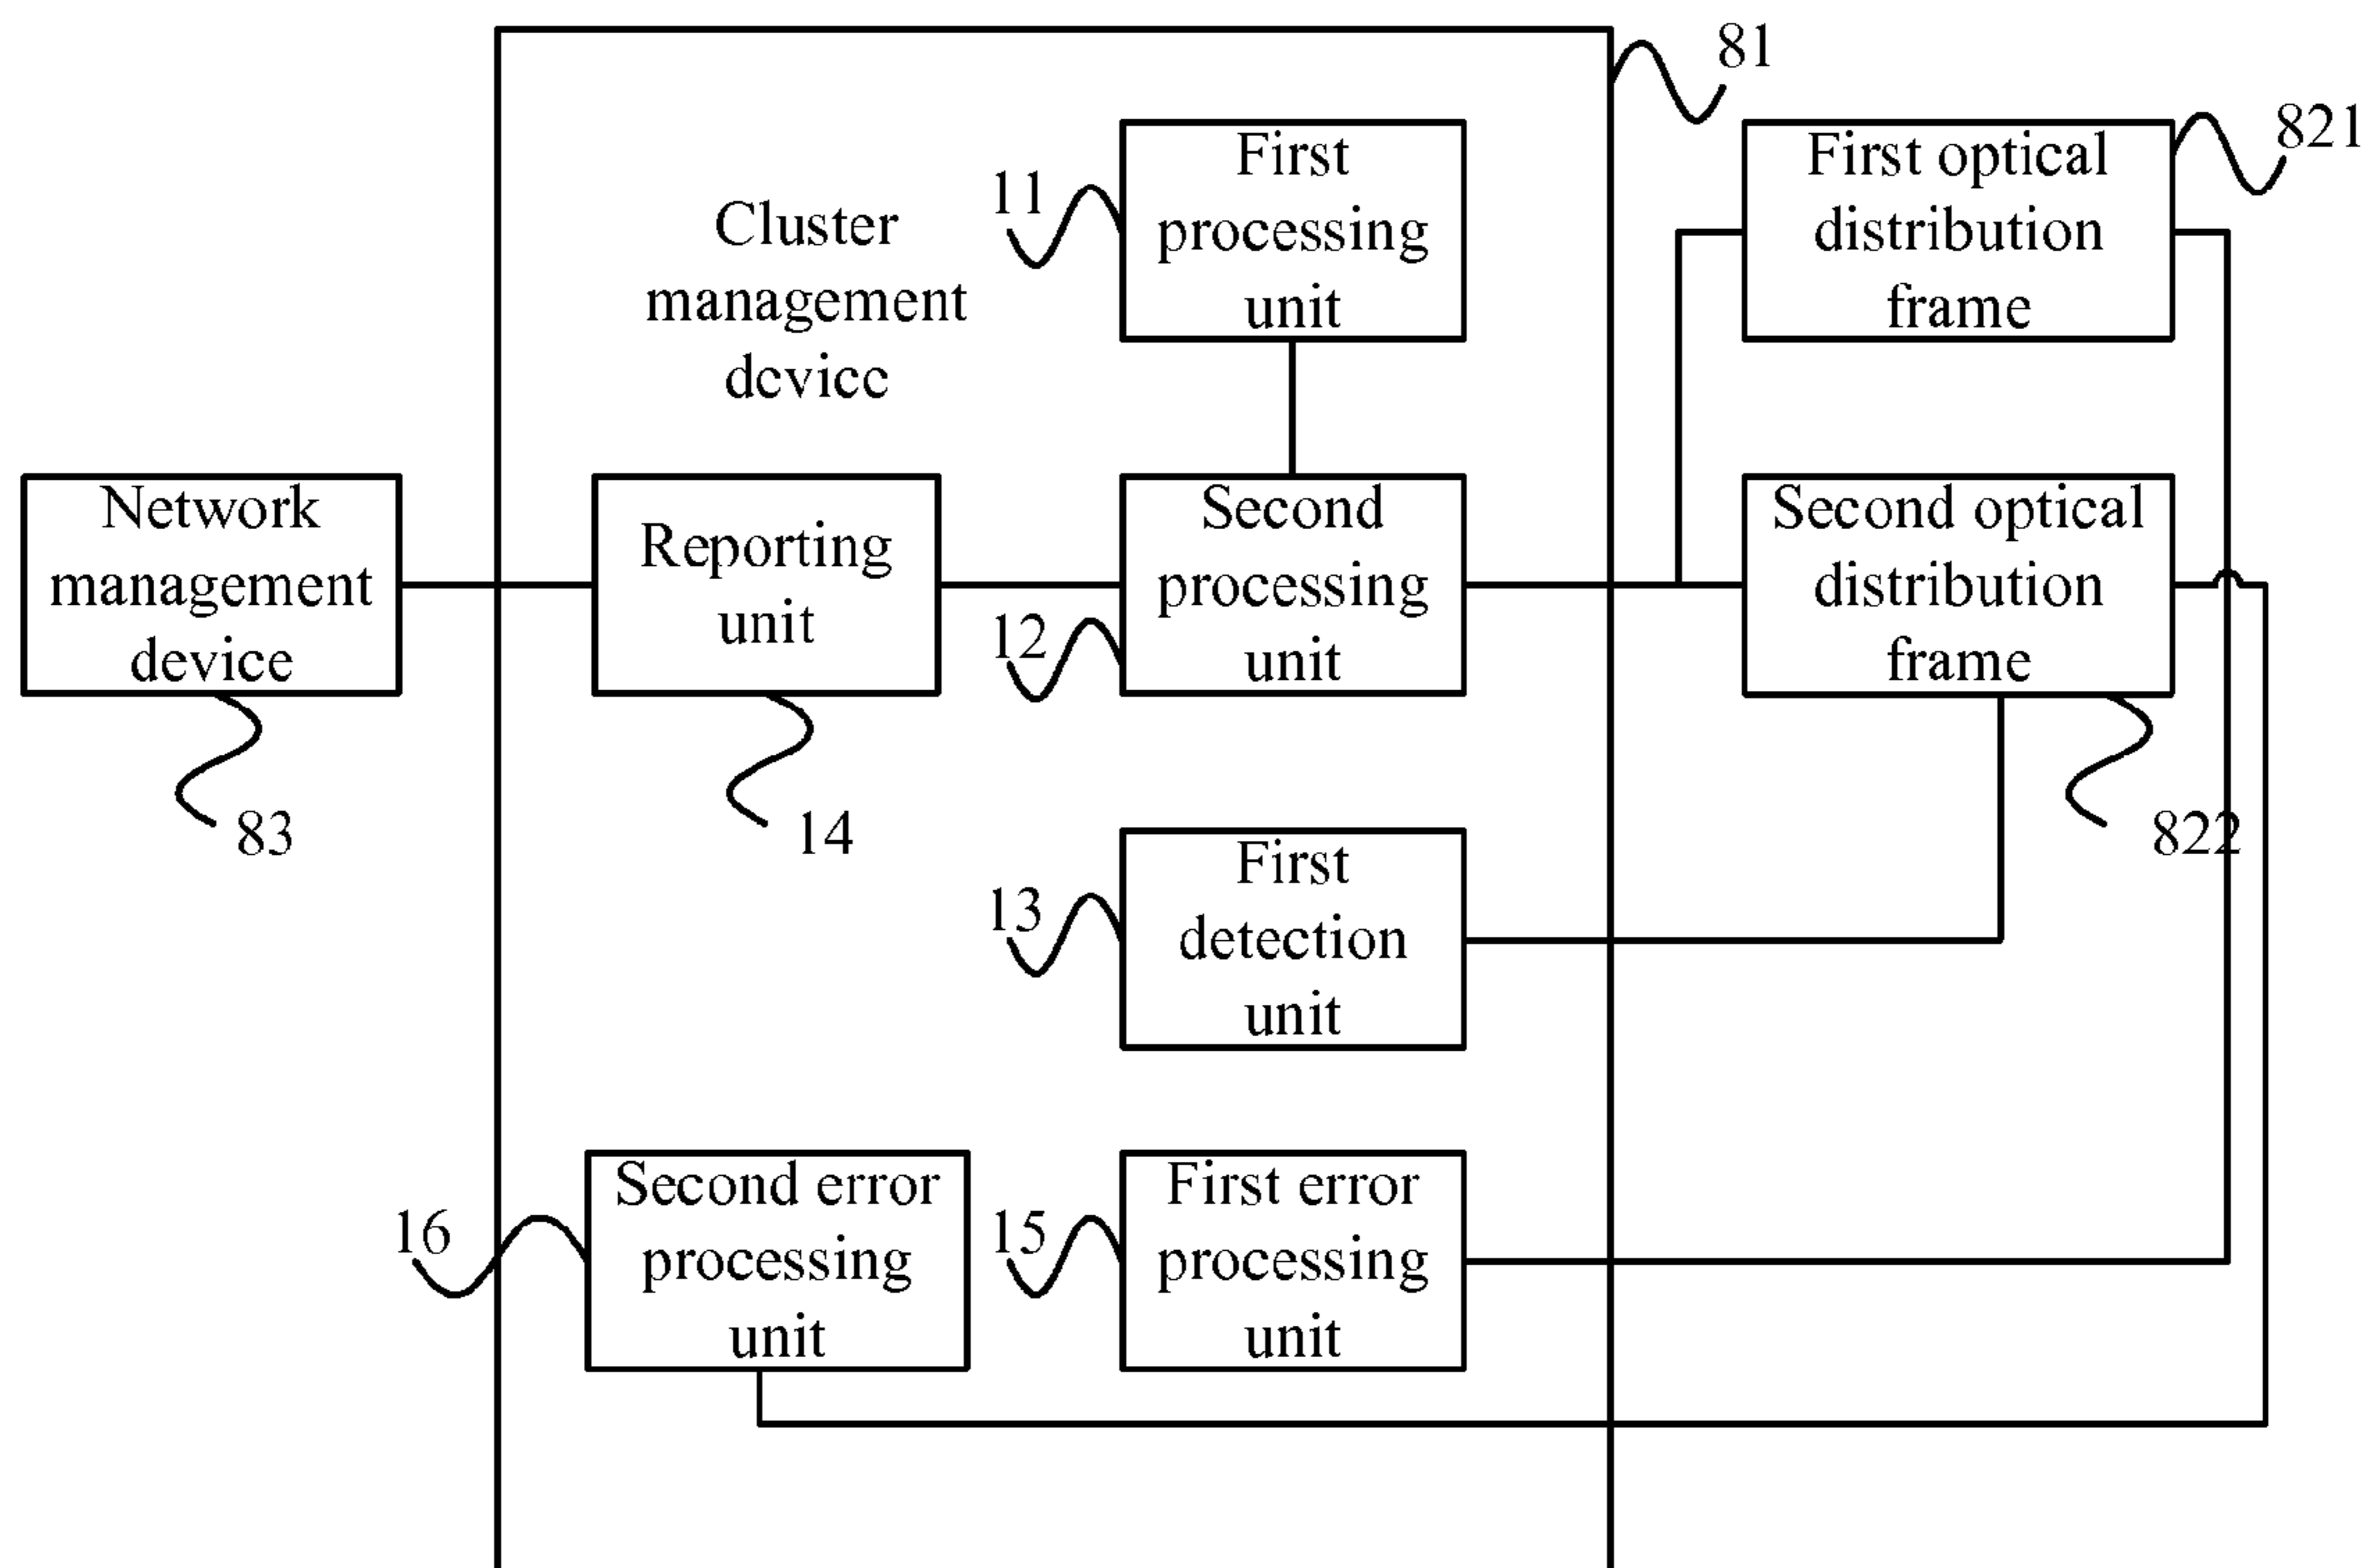 81
821
First
processing
unit
11
First optical
distribution
frame
Cluster
management
dcvicc
Network
management
device
Reporting
unit
Second
processing
unit
12
Second optical
distribution
frame
83
14
822
First
detection
unit
13
Second error
processing
unit
16
First error
processing
unit
15